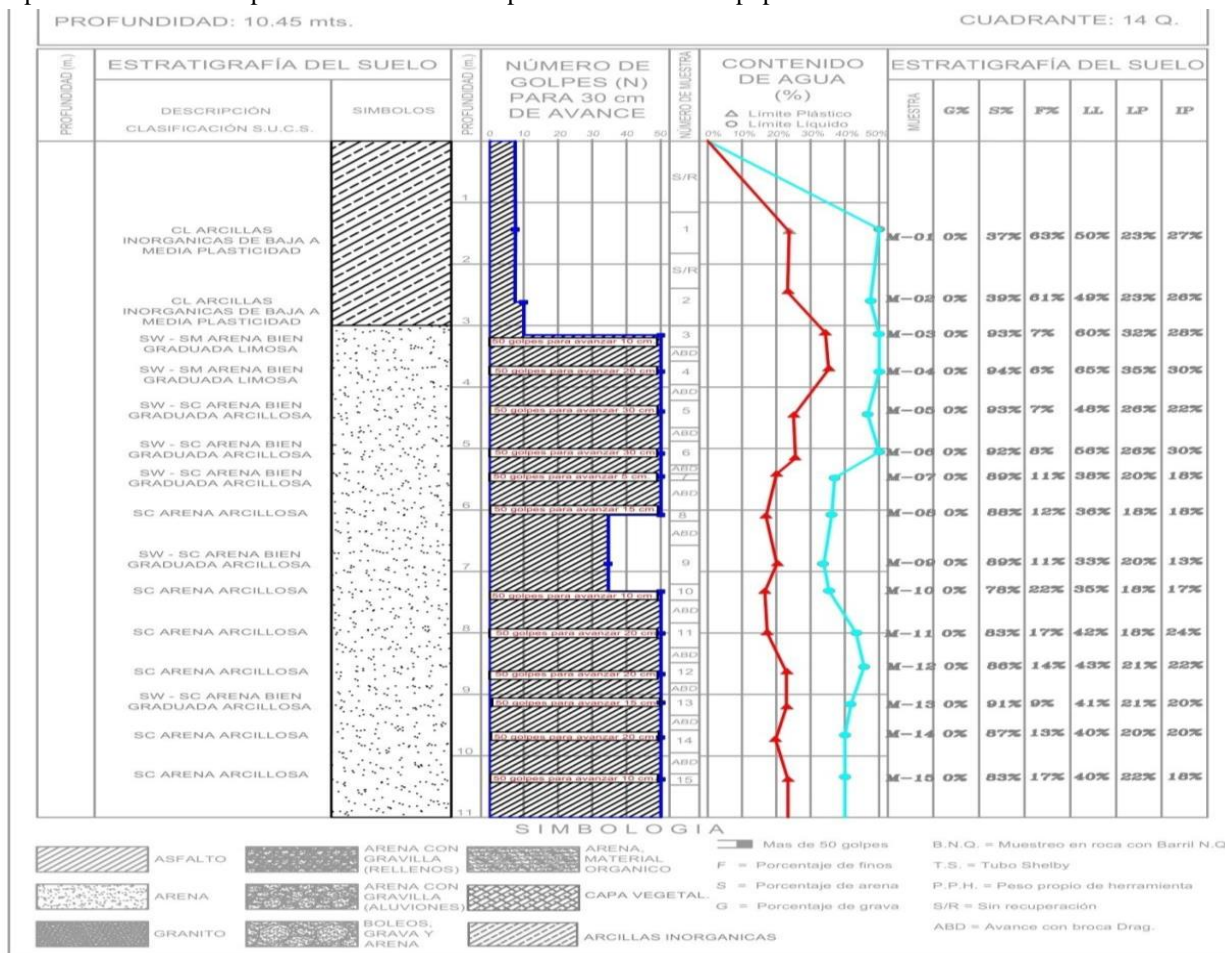 PROFUNDIDAD: 10.45 mts.
CUADRANTE: 14 Q.
PROFUNDIDAD (m.)
ESTRATIGRAFÍA DEL SUELO
DESCRIPCIÓN
CLASIFICACIÓN S.U.C.S.
SIMBOLOS
PROFUNDIDAD (m.)
NÚMERO DE
GOLPES (N)
PARA 30 cm
DE AVANCE
0 10 20 30 40 50
NÚMERO DE MUESTRA
CONTENIDO
DE AGUA
(%)
Límite Plástico
Límite Líquido
0% 10% 20% 30% 40% 50%
ESTRATIGRAFÍA DEL SUELO
MUESTRA G% S% F% LL LP IP
S/R
1
CL ARCILLAS
INORGANICAS DE BAJA A
MEDIA PLASTICIDAD
1
M-01 0% 37% 63% 50% 23% 27%
2
S/R
CL ARCILLAS
INORGANICAS DE BAJA A
MEDIA PLASTICIDAD
2
M-02 0% 39% 61% 49% 23% 26%
3
SW - SM ARENA BIEN
GRADUADA LIMOSA
50 golpes para avanzar 10 cm
3
M-03 0% 93% 7% 60% 32% 28%
ABD
SW - SM ARENA BIEN
GRADUADA LIMOSA
50 golpes para avanzar 20 cm
4
M-04 0% 94% 6% 65% 35% 30%
4
ABD
SW - SC ARENA BIEN
GRADUADA ARCILLOSA
50 golpes para avanzar 30 cm
5
M-05 0% 93% 7% 48% 26% 22%
ABD
5
SW - SC ARENA BIEN
GRADUADA ARCILLOSA
50 golpes para avanzar 30 cm
6
M-06 0% 92% 8% 56% 26% 30%
ABD
SW - SC ARENA BIEN
GRADUADA ARCILLOSA
50 golpes para avanzar 5 cm
7
M-07 0% 89% 11% 38% 20% 18%
ABD
6
SC ARENA ARCILLOSA
50 golpes para avanzar 15 cm
8
M-08 0% 88% 12% 36% 18% 18%
ABD
SW - SC ARENA BIEN
GRADUADA ARCILLOSA
9
M-09 0% 89% 11% 33% 20% 13%
7
SC ARENA ARCILLOSA
50 golpes para avanzar 10 cm
10
M-10 0% 78% 22% 35% 18% 17%
ABD
8
SC ARENA ARCILLOSA
50 golpes para avanzar 20 cm
11
M-11 0% 83% 17% 42% 18% 24%
ABD
SC ARENA ARCILLOSA
50 golpes para avanzar 20 cm
12
M-12 0% 86% 14% 43% 21% 22%
ABD
9
SW - SC ARENA BIEN
GRADUADA ARCILLOSA
50 golpes para avanzar 15 cm
13
M-13 0% 91% 9% 41% 21% 20%
ABD
SC ARENA ARCILLOSA
50 golpes para avanzar 20 cm
14
M-14 0% 87% 13% 40% 20% 20%
10
ABD
SC ARENA ARCILLOSA
50 golpes para avanzar 10 cm
15
M-15 0% 83% 17% 40% 22% 18%
11
SIMBOLOGIA
ASFALTO
ARENA
GRANITO
ARENA CON
GRAVILLA
(RELLENOS)
ARENA CON
GRAVILLA
(ALUVIONES)
BOLEOS,
GRAVA Y
ARENA
ARENA,
MATERIAL
ORGANICO
CAPA VEGETAL.
ARCILLAS INORGANICAS
Mas de 50 golpes
F = Porcentaje de finos
S = Porcentaje de arena
G = Porcentaje de grava
B.N.Q. = Muestreo en roca con Barril N.Q
T.S. = Tubo Shelby
P.P.H. = Peso propio de herramienta
S/R = Sin recuperación
ABD = Avance con broca Drag.